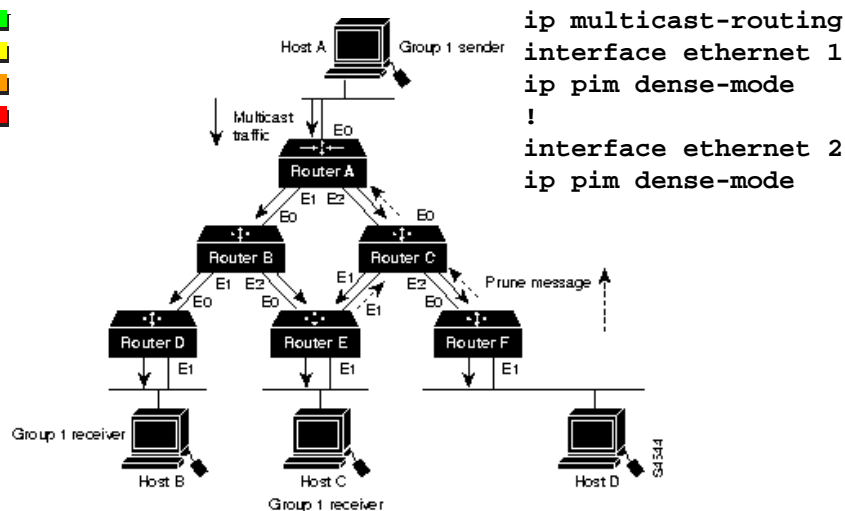 ip multicast-routing
interface ethernet 1
ip pim dense-mode
!
interface ethernet 2
ip pim dense-mode
Host A
Group 1 sender
Multicast
traffic
E0
Router A
E1 E2
E0
E0
Router B
Router C
E1 E2
E1
E2
Prune message
E0
E0
E1
E0
Router D
Router E
Router F
E1
E1
E1
Group 1 receiver
Host B
Host C
Host D
S4544
Group 1 receiver